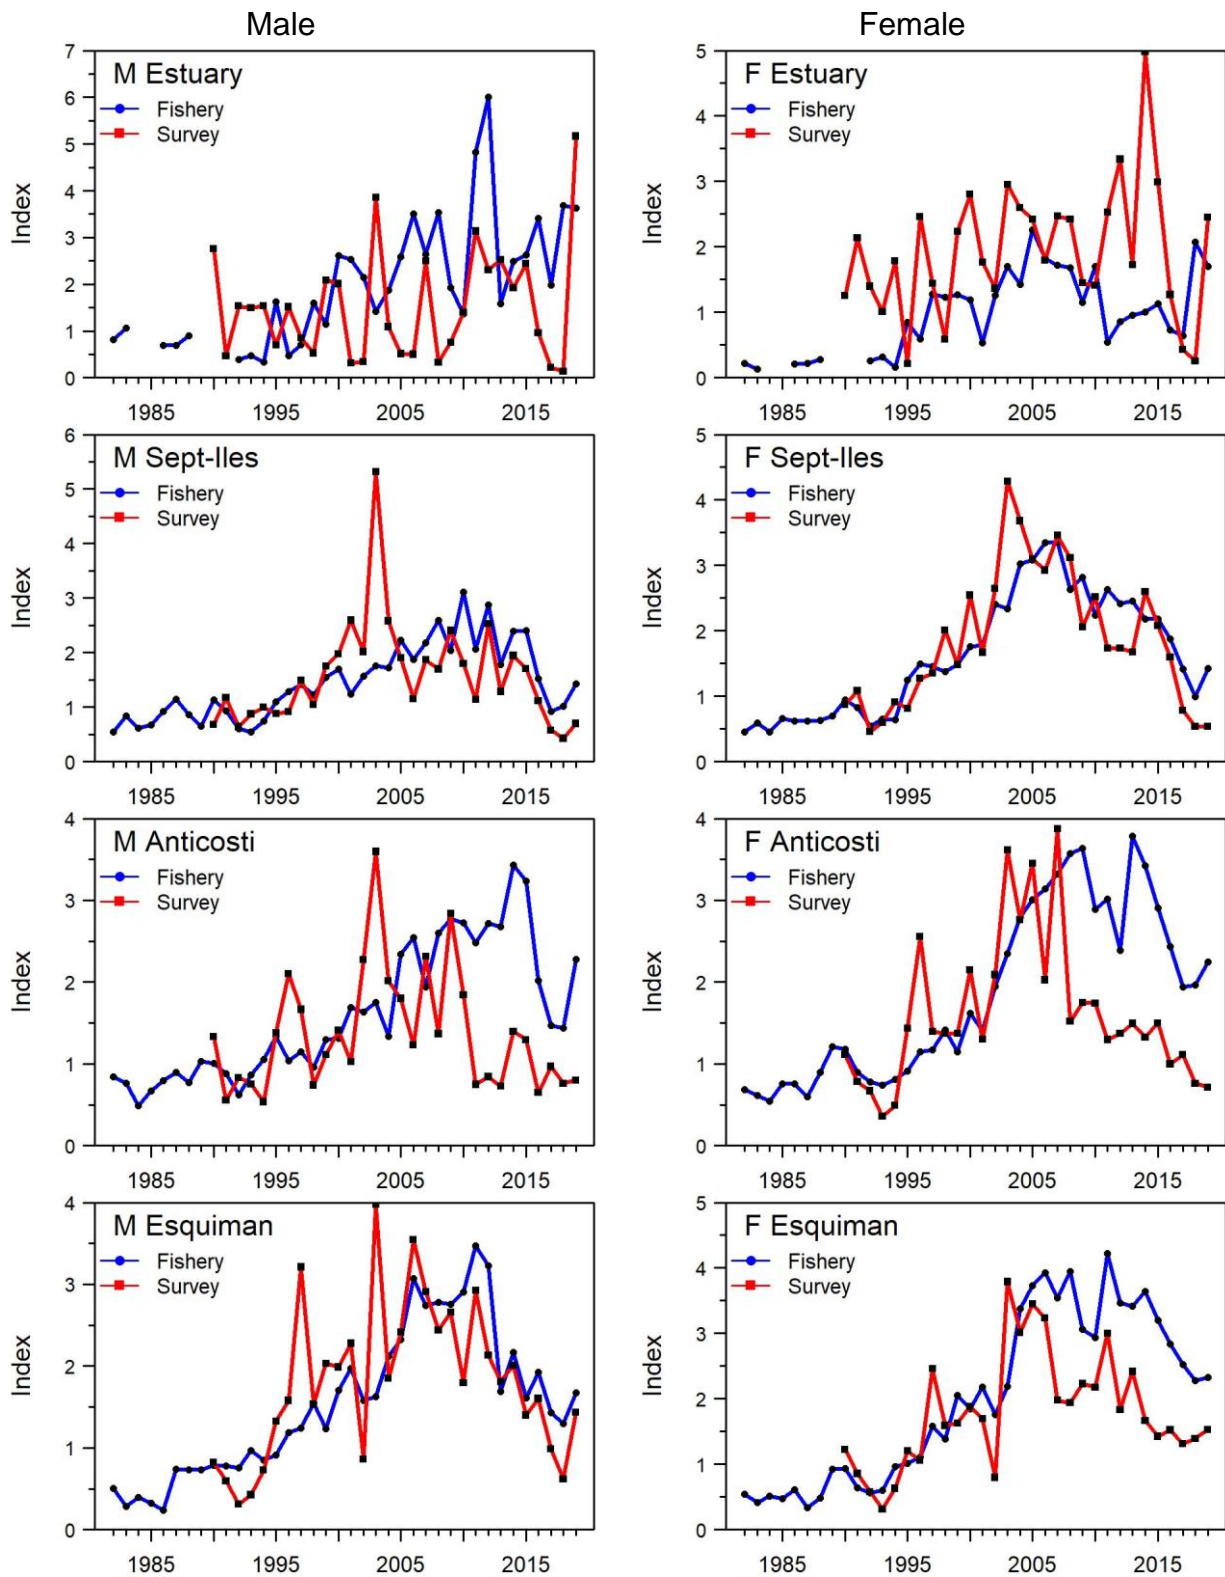 Male
Female
M Estuary
Fishery
Survey
Index
7
6
5
4
3
2
1
0
1985 1995 2005 2015
F Estuary
Fishery
Survey
Index
5
4
3
2
1
0
1985 1995 2005 2015
M Sept-Iles
Fishery
Survey
Index
6
5
4
3
2
1
0
1985 1995 2005 2015
F Sept-Iles
Fishery
Survey
Index
5
4
3
2
1
0
1985 1995 2005 2015
M Anticosti
Fishery
Survey
Index
4
3
2
1
0
1985 1995 2005 2015
F Anticosti
Fishery
Survey
Index
4
3
2
1
0
1985 1995 2005 2015
M Esquiman
Fishery
Survey
Index
4
3
2
1
0
1985 1995 2005 2015
F Esquiman
Fishery
Survey
Index
5
4
3
2
1
0
1985 1995 2005 2015